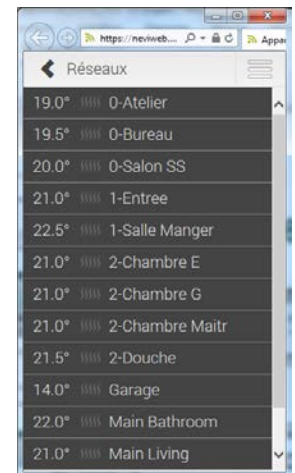 https://neviweb....
Appar
Réseaux
19.0° 0-Atelier
19.5° 0-Bureau
20.0° 0-Salon SS
21.0° 1-Entree
22.5° 1-Salle Manger
21.0° 2-Chambre E
21.0° 2-Chambre G
21.0° 2-Chambre Maitr
21.5° 2-Douche
14.0° Garage
22.0° Main Bathroom
21.0° Main Living